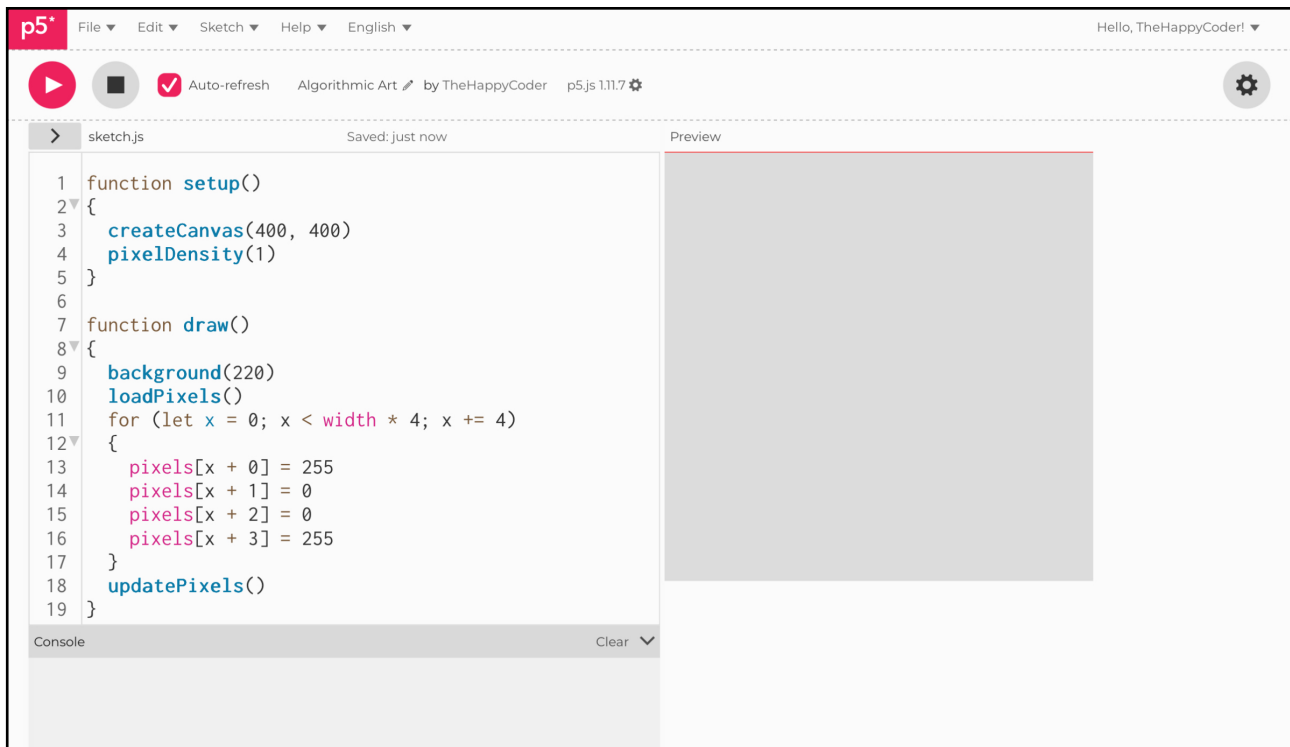 p5* File Edit Sketch Help English Hello, TheHappyCoder!
Auto-refresh Algorithmic Art by TheHappyCoder p5.js 1.11.7
> sketch.js Saved: just now Preview
1 function setup()
2 {
3   createCanvas(400, 400)
4   pixelDensity(1)
5 }
6
7 function draw()
8 {
9   background(220)
10   loadPixels()
11   for (let x = 0; x < width * 4; x += 4)
12   {
13     pixels[x + 0] = 255
14     pixels[x + 1] = 0
15     pixels[x + 2] = 0
16     pixels[x + 3] = 255
17   }
18   updatePixels()
19 }
Console Clear